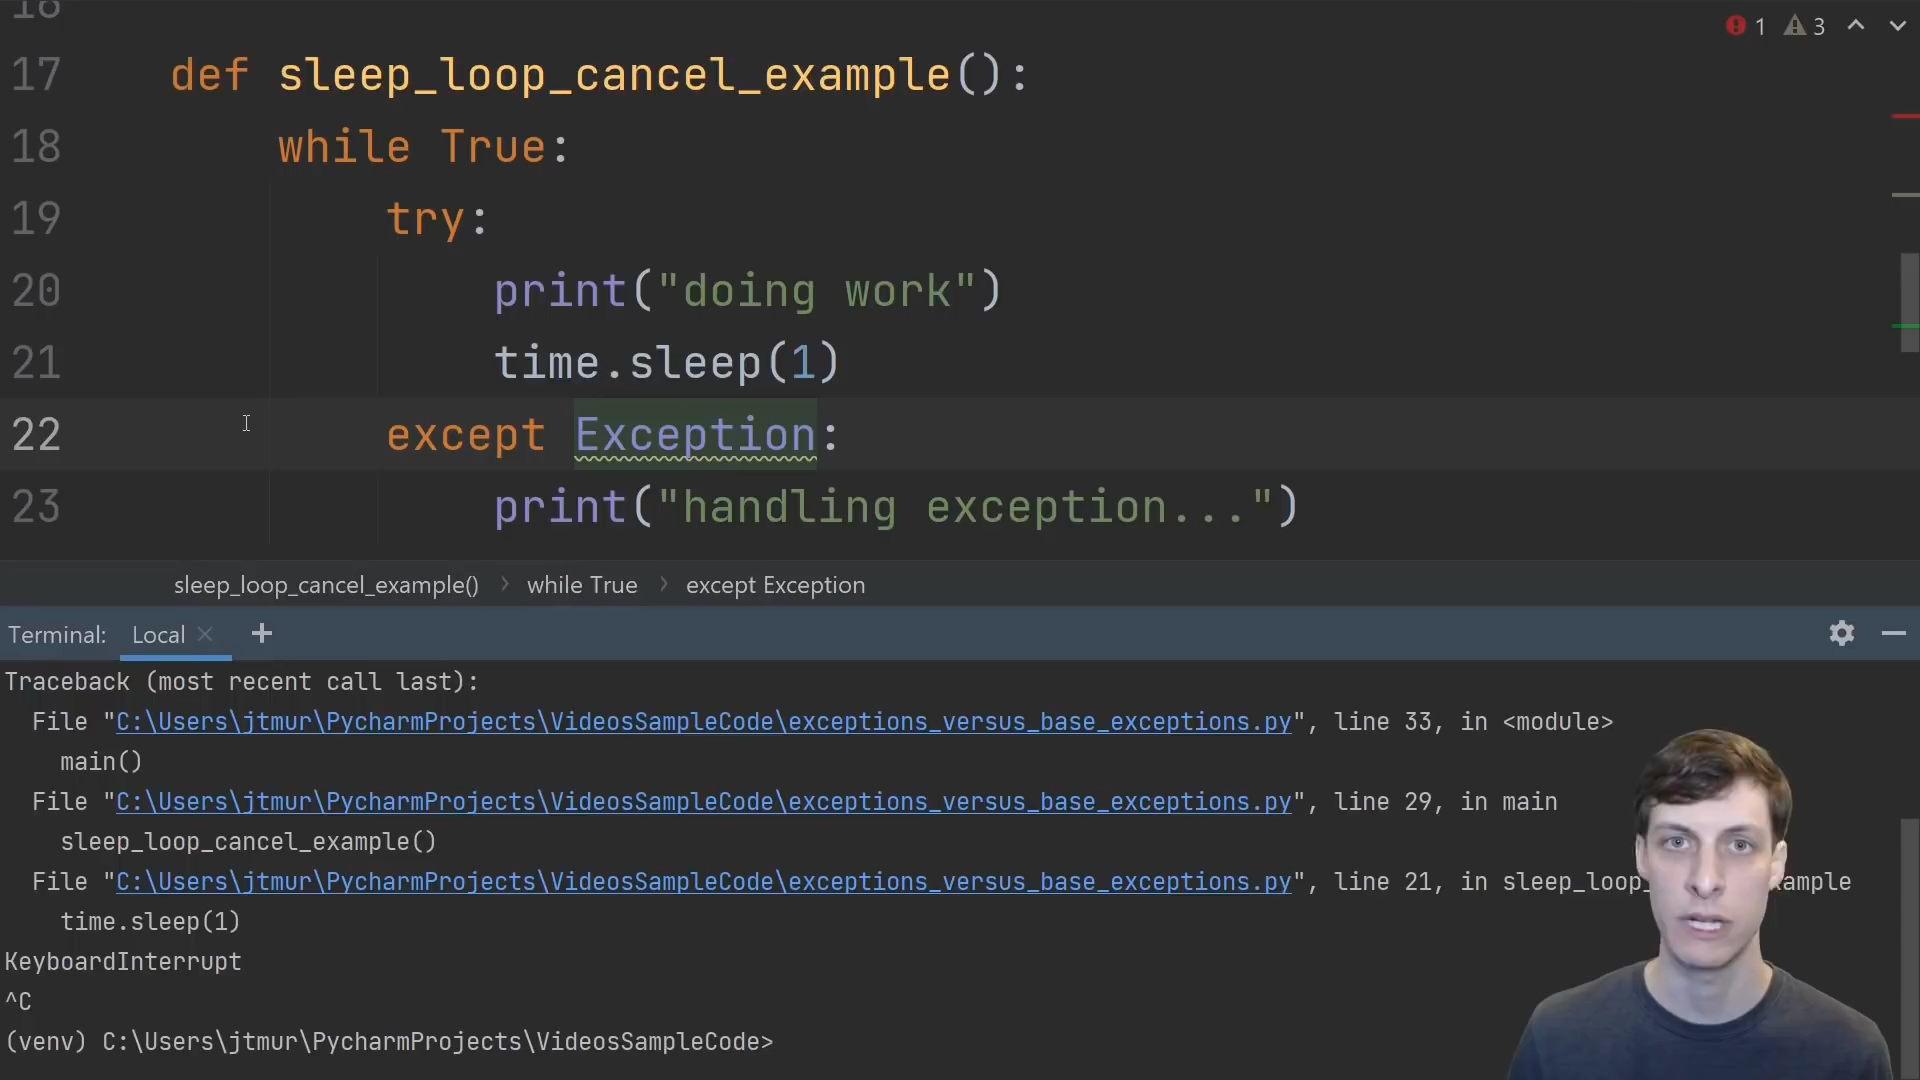 16
1 3
17 def sleep_loop_cancel_example():
18 while True:
19 try:
20 print("doing work")
21 time.sleep(1)
22 except Exception:
23 print("handling exception...")
sleep_loop_cancel_example() while True except Exception
Terminal: Local
Traceback (most recent call last):
File "C:\Users\jtmur\PycharmProjects\VideosSampleCode\exceptions_versus_base_exceptions.py", line 33, in <module>
main()
File "C:\Users\jtmur\PycharmProjects\VideosSampleCode\exceptions_versus_base_exceptions.py", line 29, in main
sleep_loop_cancel_example()
File "C:\Users\jtmur\PycharmProjects\VideosSampleCode\exceptions_versus_base_exceptions.py", line 21, in sleep_loop_ ample
time.sleep(1)
KeyboardInterrupt
^C
(venv) C:\Users\jtmur\PycharmProjects\VideosSampleCode>